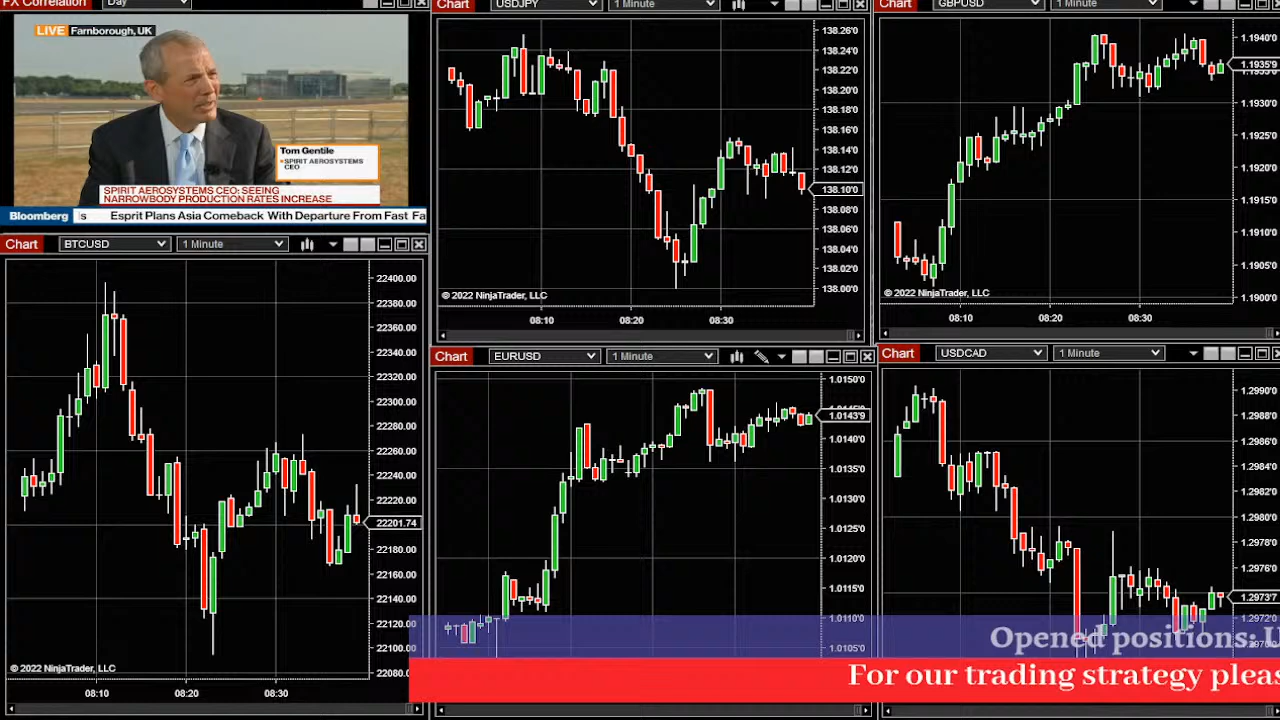 FX Correlation
Day
LIVE Farnborough, UK
Tom Gentile
SPIRIT AEROSYSTEMS
CEO
SPIRIT AEROSYSTEMS CEO: SEEING
NARROWBODY PRODUCTION RATES INCREASE
Bloomberg s Esprit Plans Asia Comeback With Departure From Fast Fa
Chart USDJPY 1 Minute
138.26'0
138.24'0
138.22'0
138.20'0
138.18'0
138.16'0
138.14'0
138.12'0
138.10'0
138.08'0
138.06'0
138.04'0
138.02'0
138.00'0
© 2022 NinjaTrader, LLC
08:10 08:20 08:30
Chart GBPUSD 1 Minute
1.1940'0
1.1935'9
1.1930'0
1.1925'0
1.1920'0
1.1915'0
1.1910'0
1.1905'0
1.1900'0
© 2022 NinjaTrader, LLC
08:10 08:20 08:30
Chart BTCUSD 1 Minute
22400.00
22380.00
22360.00
22340.00
22320.00
22300.00
22280.00
22260.00
22240.00
22220.00
22201.74
22180.00
22160.00
22140.00
22120.00
22100.00
22080.00
© 2022 NinjaTrader, LLC
08:10 08:20 08:30
Chart EURUSD 1 Minute
1.0150'0
1.0143'9
1.0140'0
1.0135'0
1.0130'0
1.0125'0
1.0120'0
1.0115'0
1.0110'0
1.0105'0
Chart USDCAD 1 Minute
1.2990'0
1.2988'0
1.2986'0
1.2984'0
1.2982'0
1.2980'0
1.2978'0
1.2976'0
1.2973'7
1.2972'0
Opened positions: U
For our trading strategy pleas